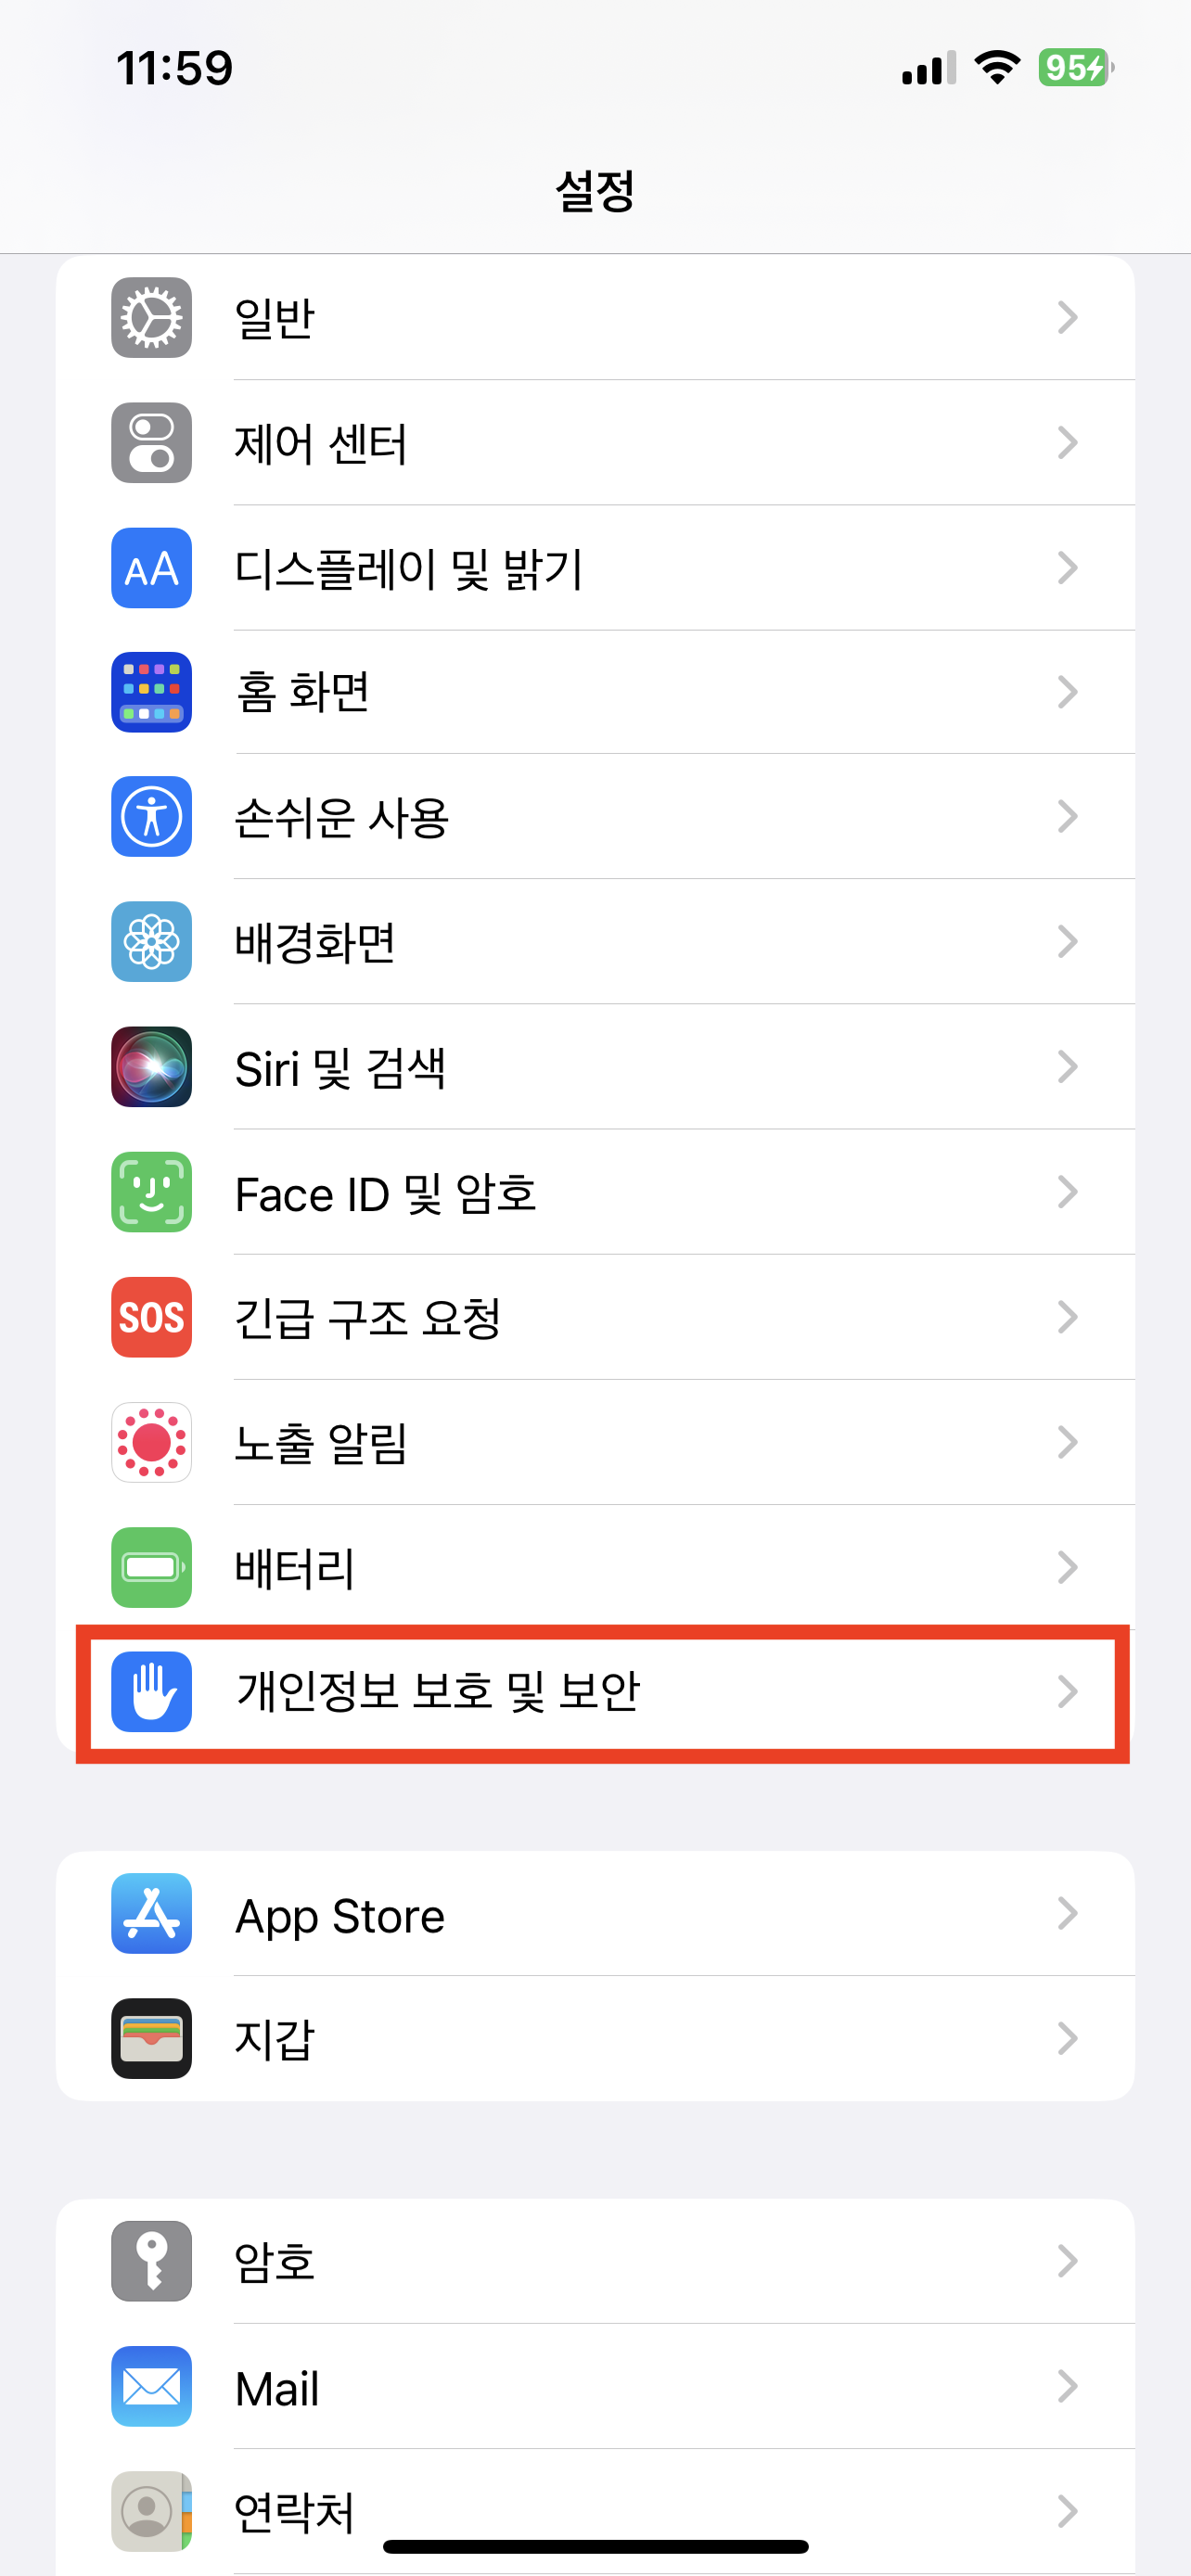 11:59
95
설정
일반
제어 센터
AA 디스플레이 및 밝기
홈 화면
손쉬운 사용
배경화면
Siri 및 검색
Face ID 및 암호
SOS 긴급 구조 요청
노출 알림
배터리
개인정보 보호 및 보안
App Store
지갑
암호
Mail
연락처